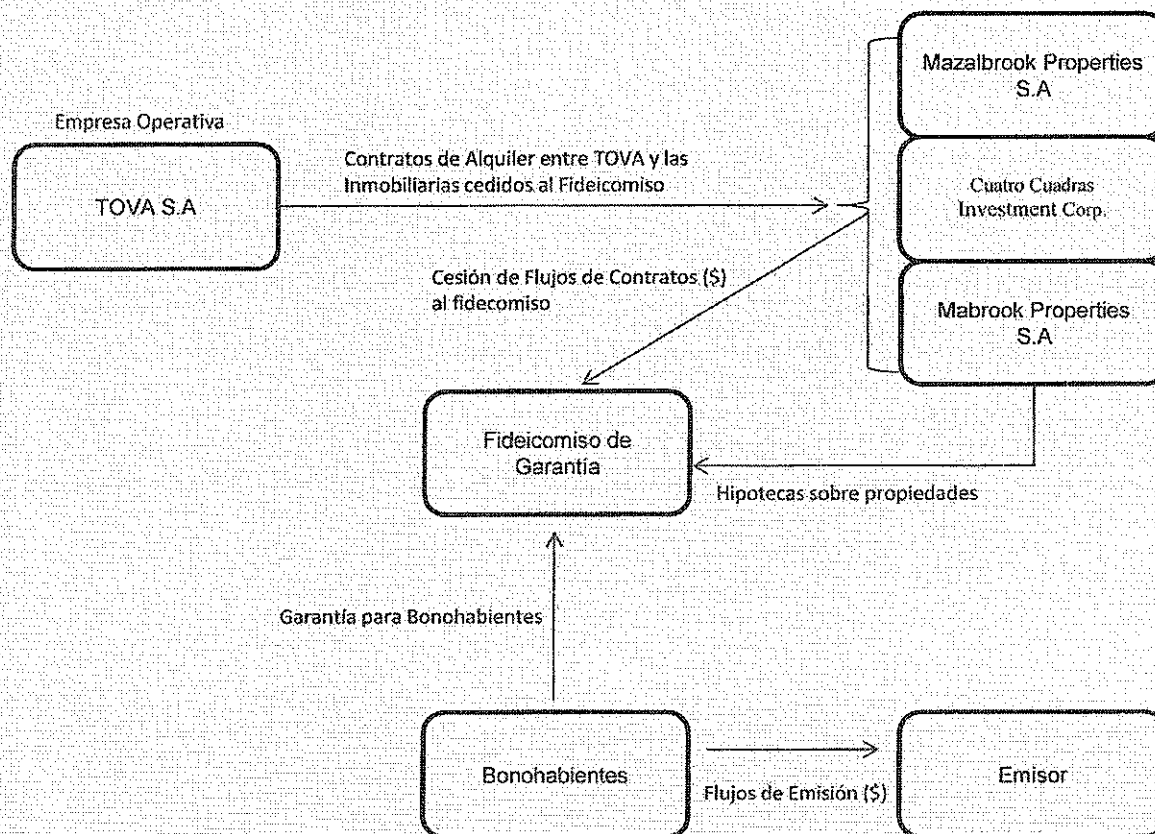 Mazalbrook Properties
S.A
Empresa Operativa
TOVA S.A
Contratos de Alquiler entre TOVA y las
Inmobiliarias cedidos al Fideicomiso
Cuatro Cuadras
Investment Corp.
Cesión de Flujos de Contratos ($)
al fidecomiso
Mabrook Properties
S.A
Fideicomiso de
Garantía
Hipotecas sobre propiedades
Garantía para Bonohabientes
Bonohabientes
Flujos de Emisión ($)
Emisor